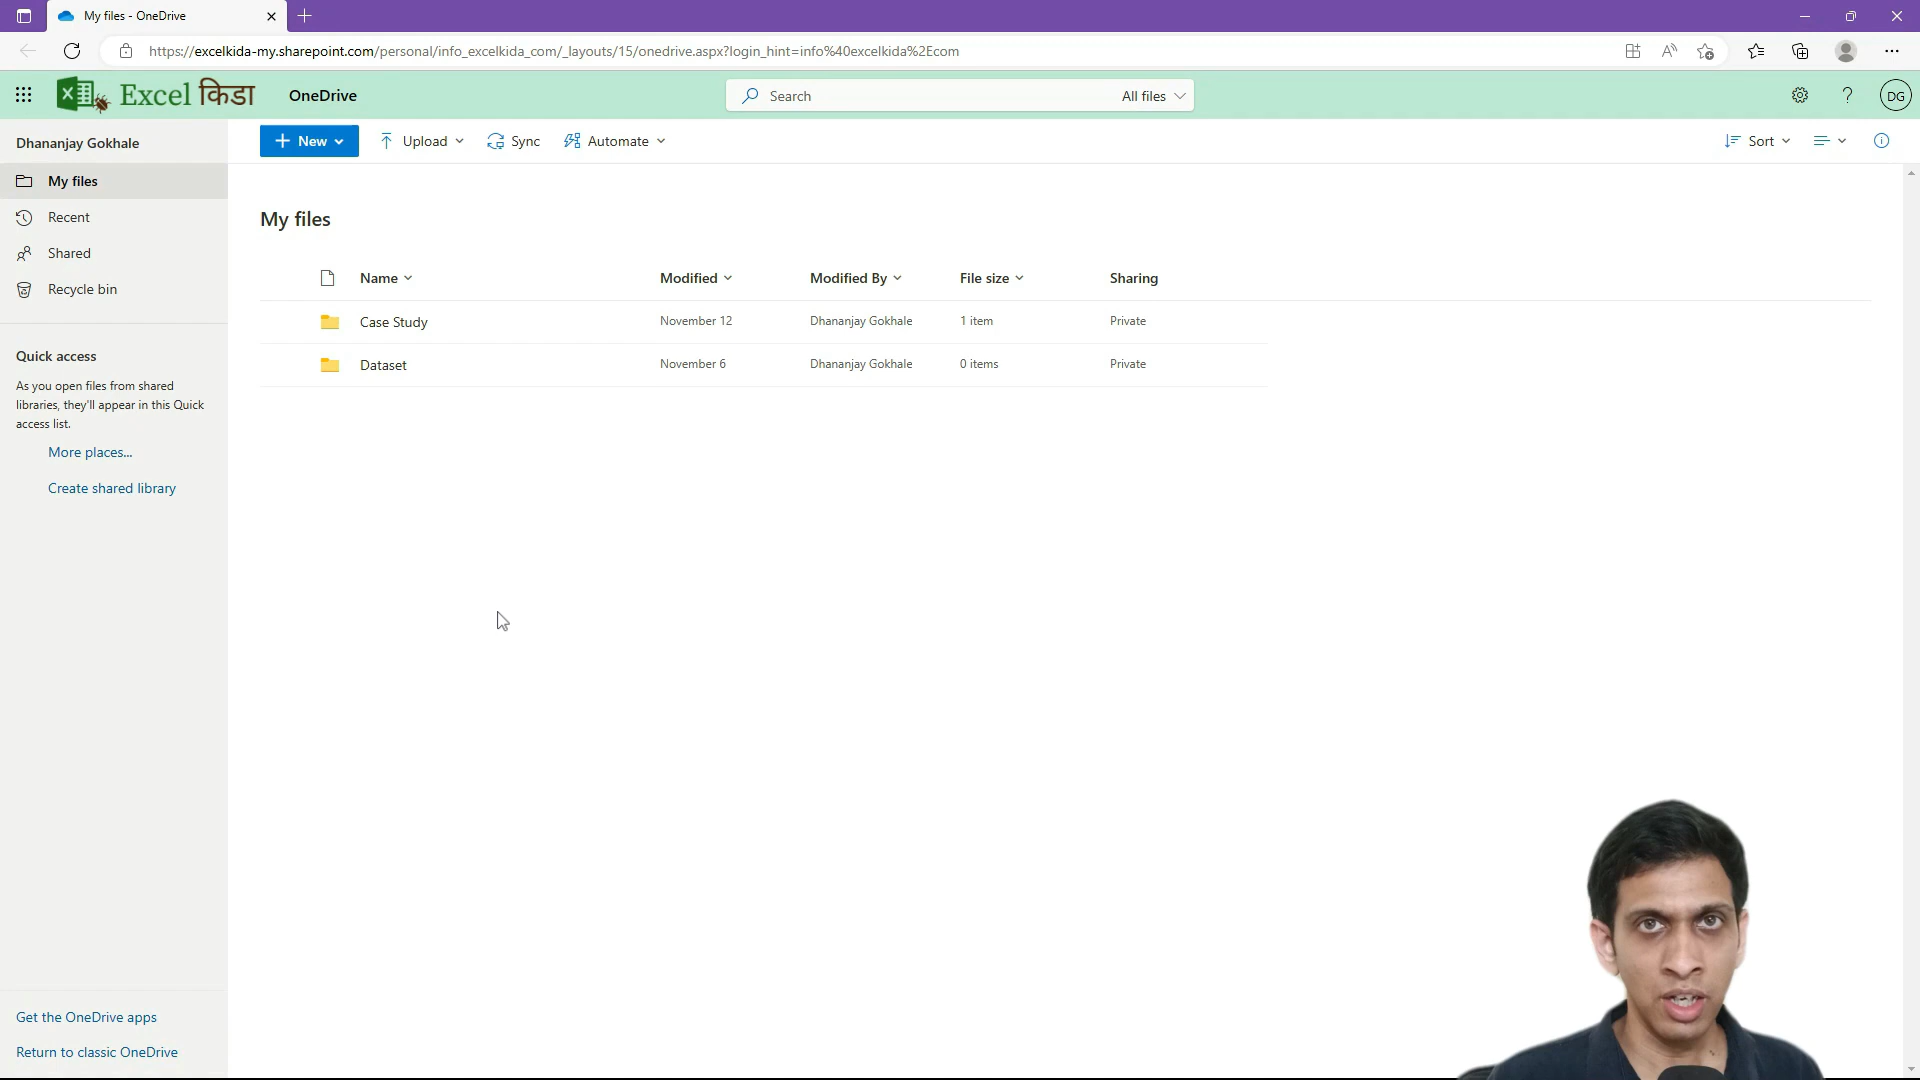 My files - OneDrive
https://excelkida-my.sharepoint.com/personal/info_excelkida_com/_layouts/15/onedrive.aspx?login_hint=info%40excelkida%2Ecom
Excel किडा
OneDrive
Search
All files
?
DG
Dhananjay Gokhale
New
Upload
Sync
Automate
Sort
My files
Recent
Shared
Recycle bin
Quick access
As you open files from shared
libraries, they'll appear in this Quick
access list.
More places...
Create shared library
Get the OneDrive apps
Return to classic OneDrive
My files
Name Modified Modified By File size Sharing
Case Study November 12 Dhananjay Gokhale 1 item Private
Dataset November 6 Dhananjay Gokhale 0 items Private